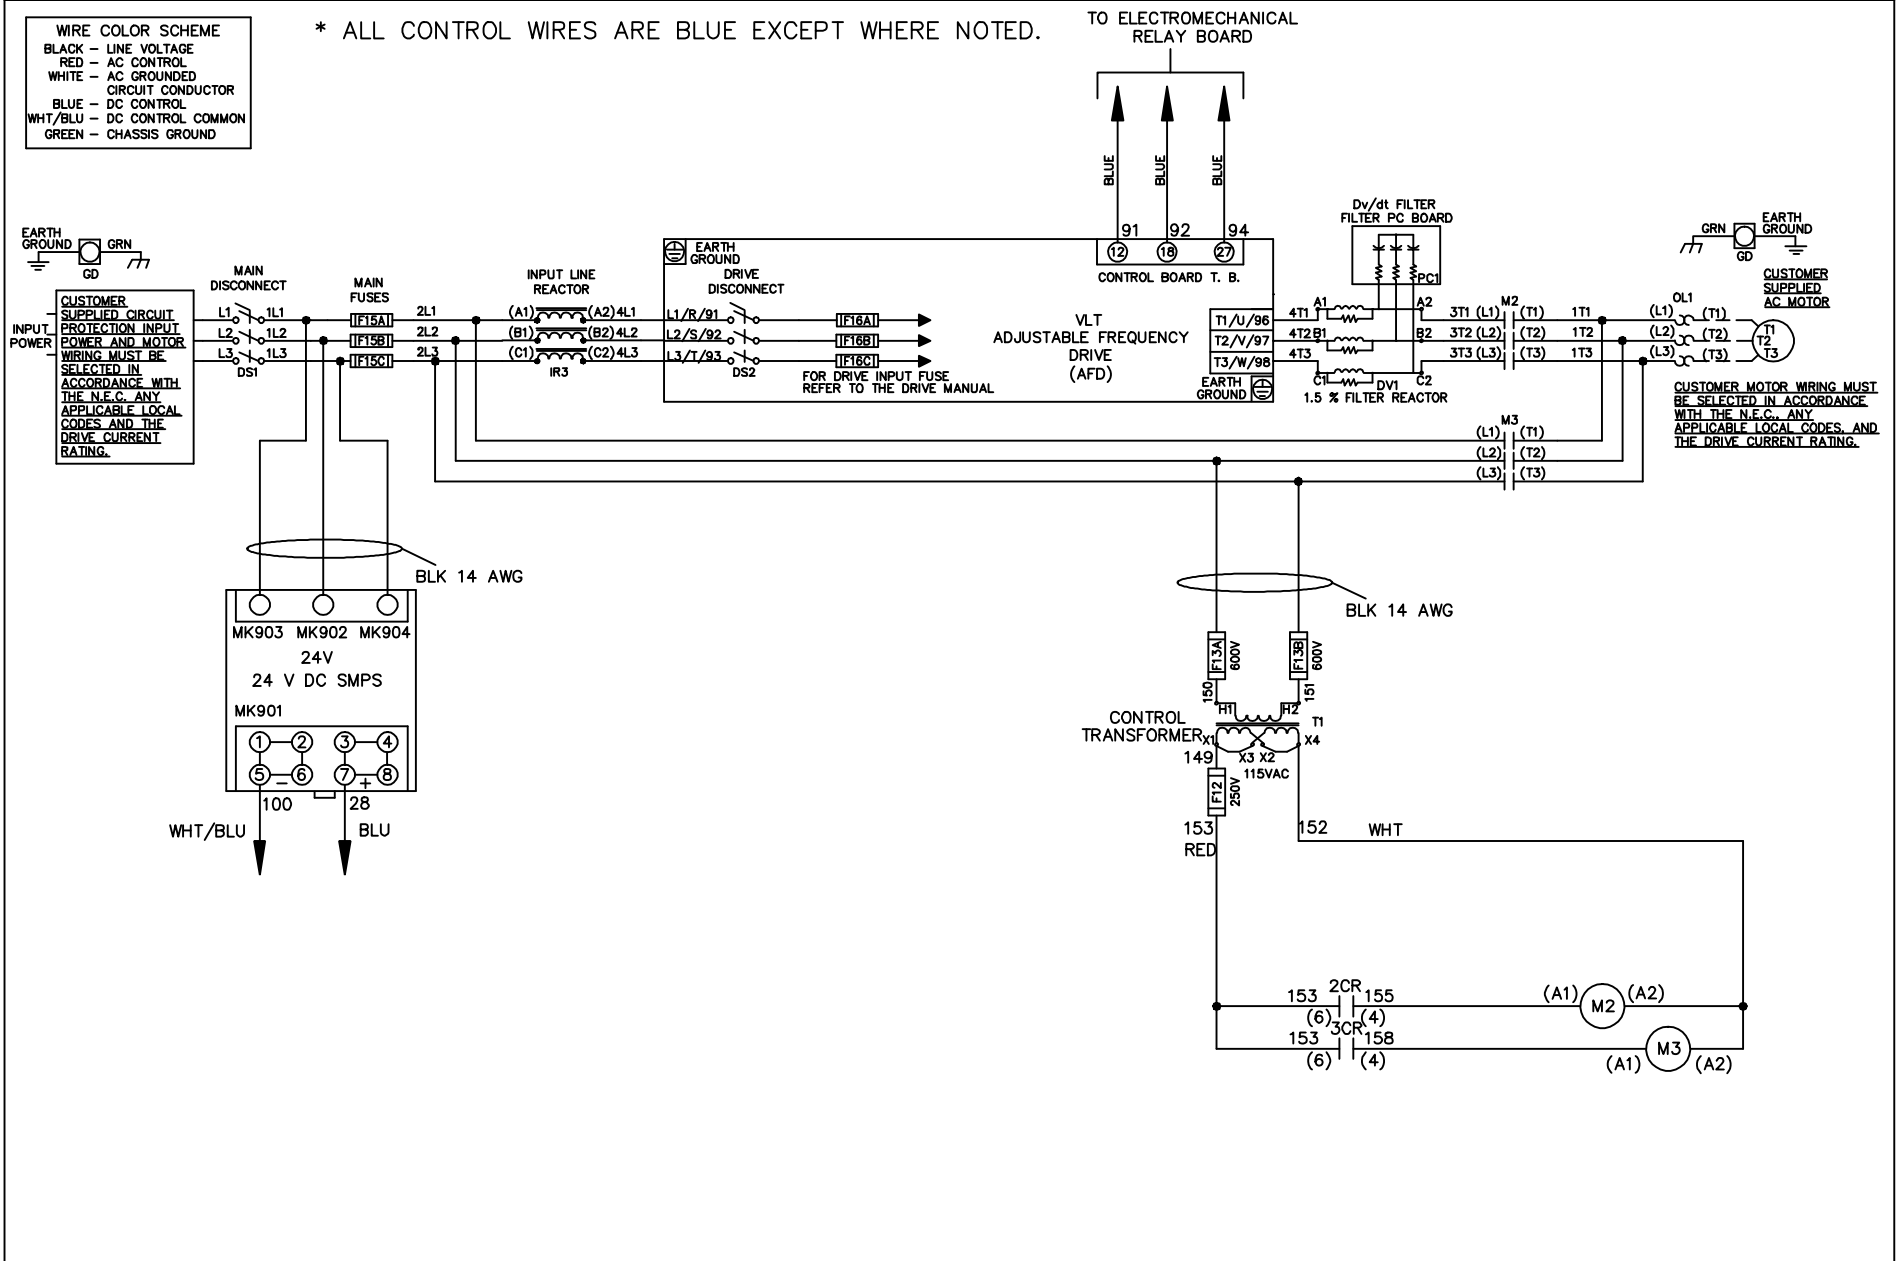 WIRE COLOR SCHEME
BLACK – LINE VOLTAGE
RED – AC CONTROL
WHITE – AC GROUNDED
CIRCUIT CONDUCTOR
BLUE – DC CONTROL
WHT/BLU – DC CONTROL COMMON
GREEN – CHASSIS GROUND
* ALL CONTROL WIRES ARE BLUE EXCEPT WHERE NOTED.
TO ELECTROMECHANICAL
RELAY BOARD
BLUE
BLUE
BLUE
91 92 94
12 18 27
CONTROL BOARD T. B.
EARTH
GROUND
GRN
GD
INPUT
POWER
CUSTOMER
SUPPLIED CIRCUIT
PROTECTION INPUT
POWER AND MOTOR
WIRING MUST BE
SELECTED IN
ACCORDANCE WITH
THE N.E.C. ANY
APPLICABLE LOCAL
CODES AND THE
DRIVE CURRENT
RATING.
MAIN
DISCONNECT
L1 1L1
L2 1L2
L3 1L3
DS1
MAIN
FUSES
F15A
F15B
F15C
2L1
2L2
2L3
INPUT LINE
REACTOR
(A1) (A2) 4L1
(B1) (B2) 4L2
(C1) (C2) 4L3
IR3
EARTH
GROUND
DRIVE
DISCONNECT
L1/R/91
L2/S/92
L3/T/93
DS2
F16A
F16B
F16C
FOR DRIVE INPUT FUSE
REFER TO THE DRIVE MANUAL
VLT
ADJUSTABLE FREQUENCY
DRIVE
(AFD)
T1/U/96
T2/V/97
T3/W/98
EARTH
GROUND
Dv/dt FILTER
FILTER PC BOARD
PC1
4T1 A1 A2
4T2 B1 B2
4T3
C1 DV1 C2
1.5 % FILTER REACTOR
M2
3T1 (L1) (T1) 1T1
3T2 (L2) (T2) 1T2
3T3 (L3) (T3) 1T3
M3
(L1) (T1)
(L2) (T2)
(L3) (T3)
GRN
EARTH
GROUND
GD
CUSTOMER
SUPPLIED
AC MOTOR
OL1
(L1) (T1)
(L2) (T2)
(L3) (T3)
T1
T2
T3
CUSTOMER MOTOR WIRING MUST
BE SELECTED IN ACCORDANCE
WITH THE N.E.C., ANY
APPLICABLE LOCAL CODES, AND
THE DRIVE CURRENT RATING.
BLK 14 AWG
MK903 MK902 MK904
24V
24 V DC SMPS
MK901
1 2 3 4
5 6 7 8
– +
100 28
WHT/BLU BLU
BLK 14 AWG
F13A 600V
F13B 600V
150 151
H1 H2
T1
CONTROL
TRANSFORMER
X1 X4
X3 X2
149
115VAC
F12 250V
153
RED
152 WHT
2CR
153 155
(6) (4)
(A1) M2 (A2)
3CR
153 158
(6) (4)
(A1) M3 (A2)